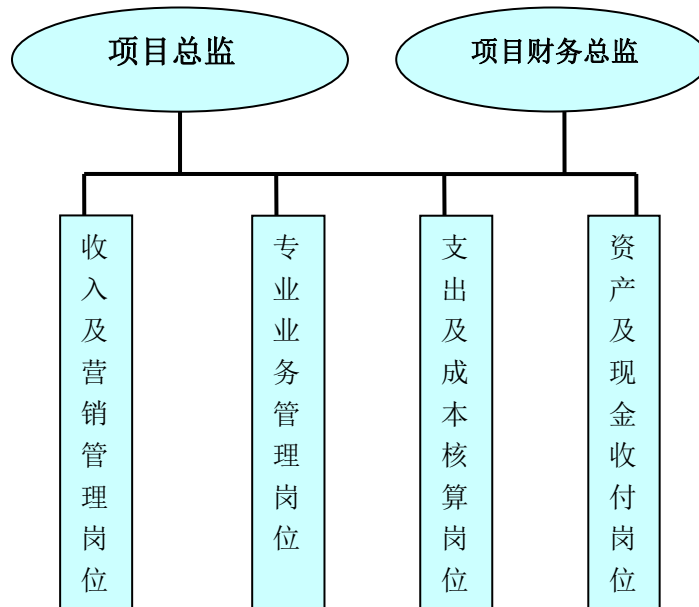 项目总监
项目财务总监
收入及营销管理岗位
专业业务管理岗位
支出及成本核算岗位
资产及现金收付岗位